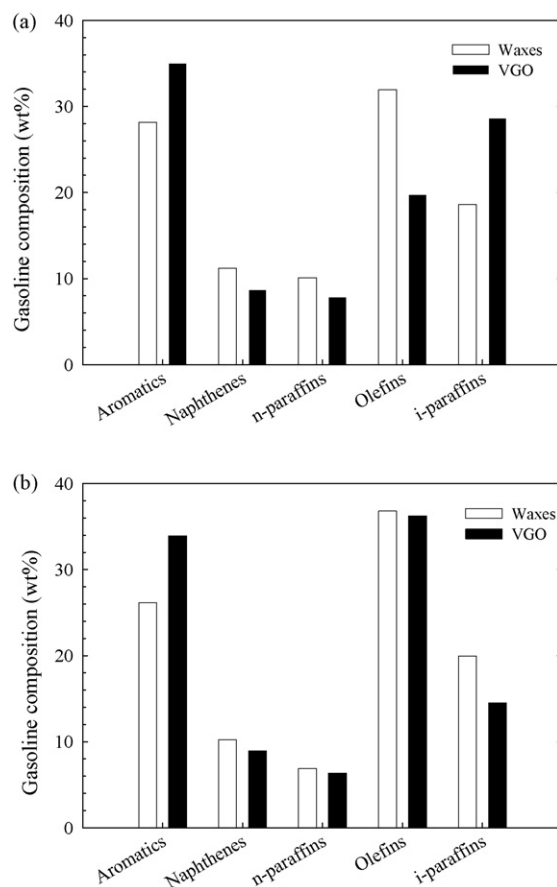 (a)
40
30
20
10
0
Gasoline composition (wt%)
Waxes
VGO
Aromatics
Naphthenes
n-paraffins
Olefins
i-paraffins
(b)
40
30
20
10
0
Gasoline composition (wt%)
Waxes
VGO
Aromatics
Naphthenes
n-paraffins
Olefins
i-paraffins